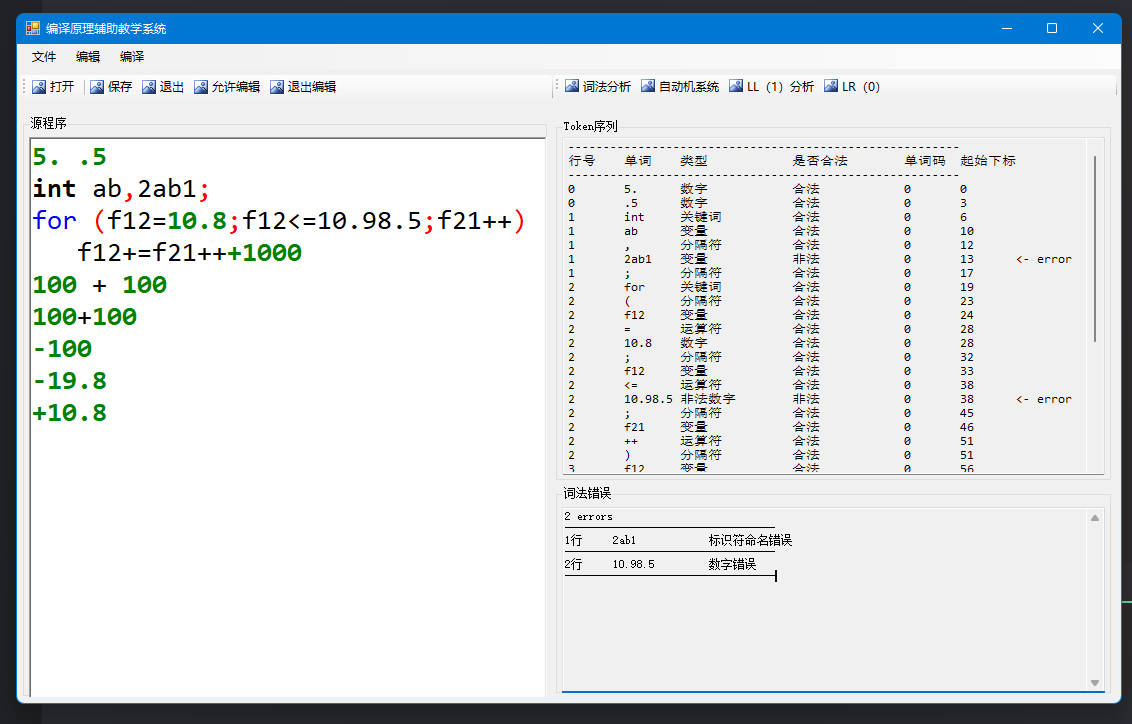 编译原理辅助教学系统
文件 编辑 编译
打开 保存 退出 允许编辑 退出编辑 词法分析 自动机系统 LL（1）分析 LR（0）
源程序
5. .5
int ab,2ab1;
for (f12=10.8;f12<=10.98.5;f21++)
f12+=f21+++1000
100 + 100
100+100
-100
-19.8
+10.8
Token序列
行号 单词 类型 是否合法 单词码 起始下标
0 5. 数字 合法 0 0
0 .5 数字 合法 0 3
1 int 关键词 合法 0 6
1 ab 变量 合法 0 10
1 , 分隔符 合法 0 12
1 2ab1 变量 非法 0 13 <- error
1 ; 分隔符 合法 0 17
2 for 关键词 合法 0 19
2 ( 分隔符 合法 0 23
2 f12 变量 合法 0 24
2 = 运算符 合法 0 28
2 10.8 数字 合法 0 28
2 ; 分隔符 合法 0 32
2 f12 变量 合法 0 33
2 <= 运算符 合法 0 38
2 10.98.5 非法数字 非法 0 38 <- error
2 ; 分隔符 合法 0 45
2 f21 变量 合法 0 46
2 ++ 运算符 合法 0 51
2 ) 分隔符 合法 0 51
3 f12 变量 合法 0 56
词法错误
2 errors
1行 2ab1 标识符命名错误
2行 10.98.5 数字错误